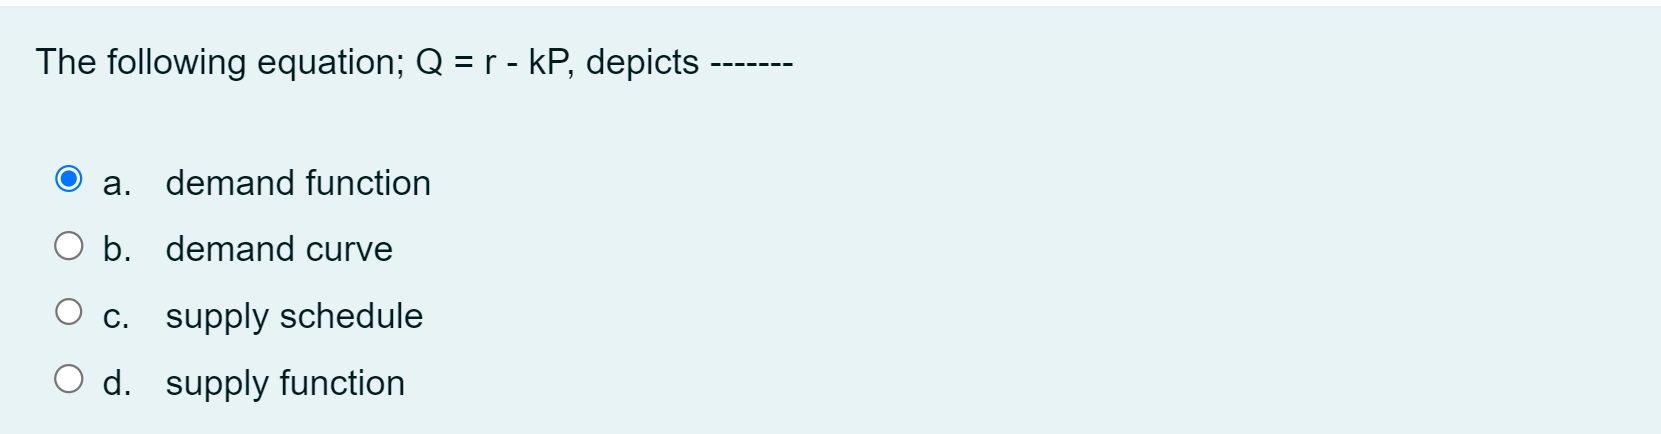 The following equation; Q = r - kP, depicts -------
a. demand function
b. demand curve
c. supply schedule
d. supply function